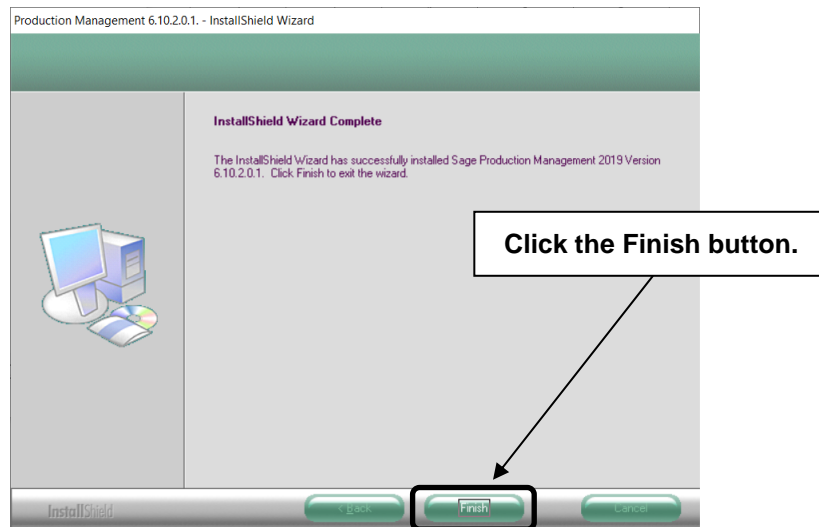 Production Management 6.10.2.0.1. - InstallShield Wizard
InstallShield Wizard Complete
The InstallShield Wizard has successfully installed Sage Production Management 2019 Version
6.10.2.0.1. Click Finish to exit the wizard.
Click the Finish button.
InstallShield
< Back
Finish
Cancel